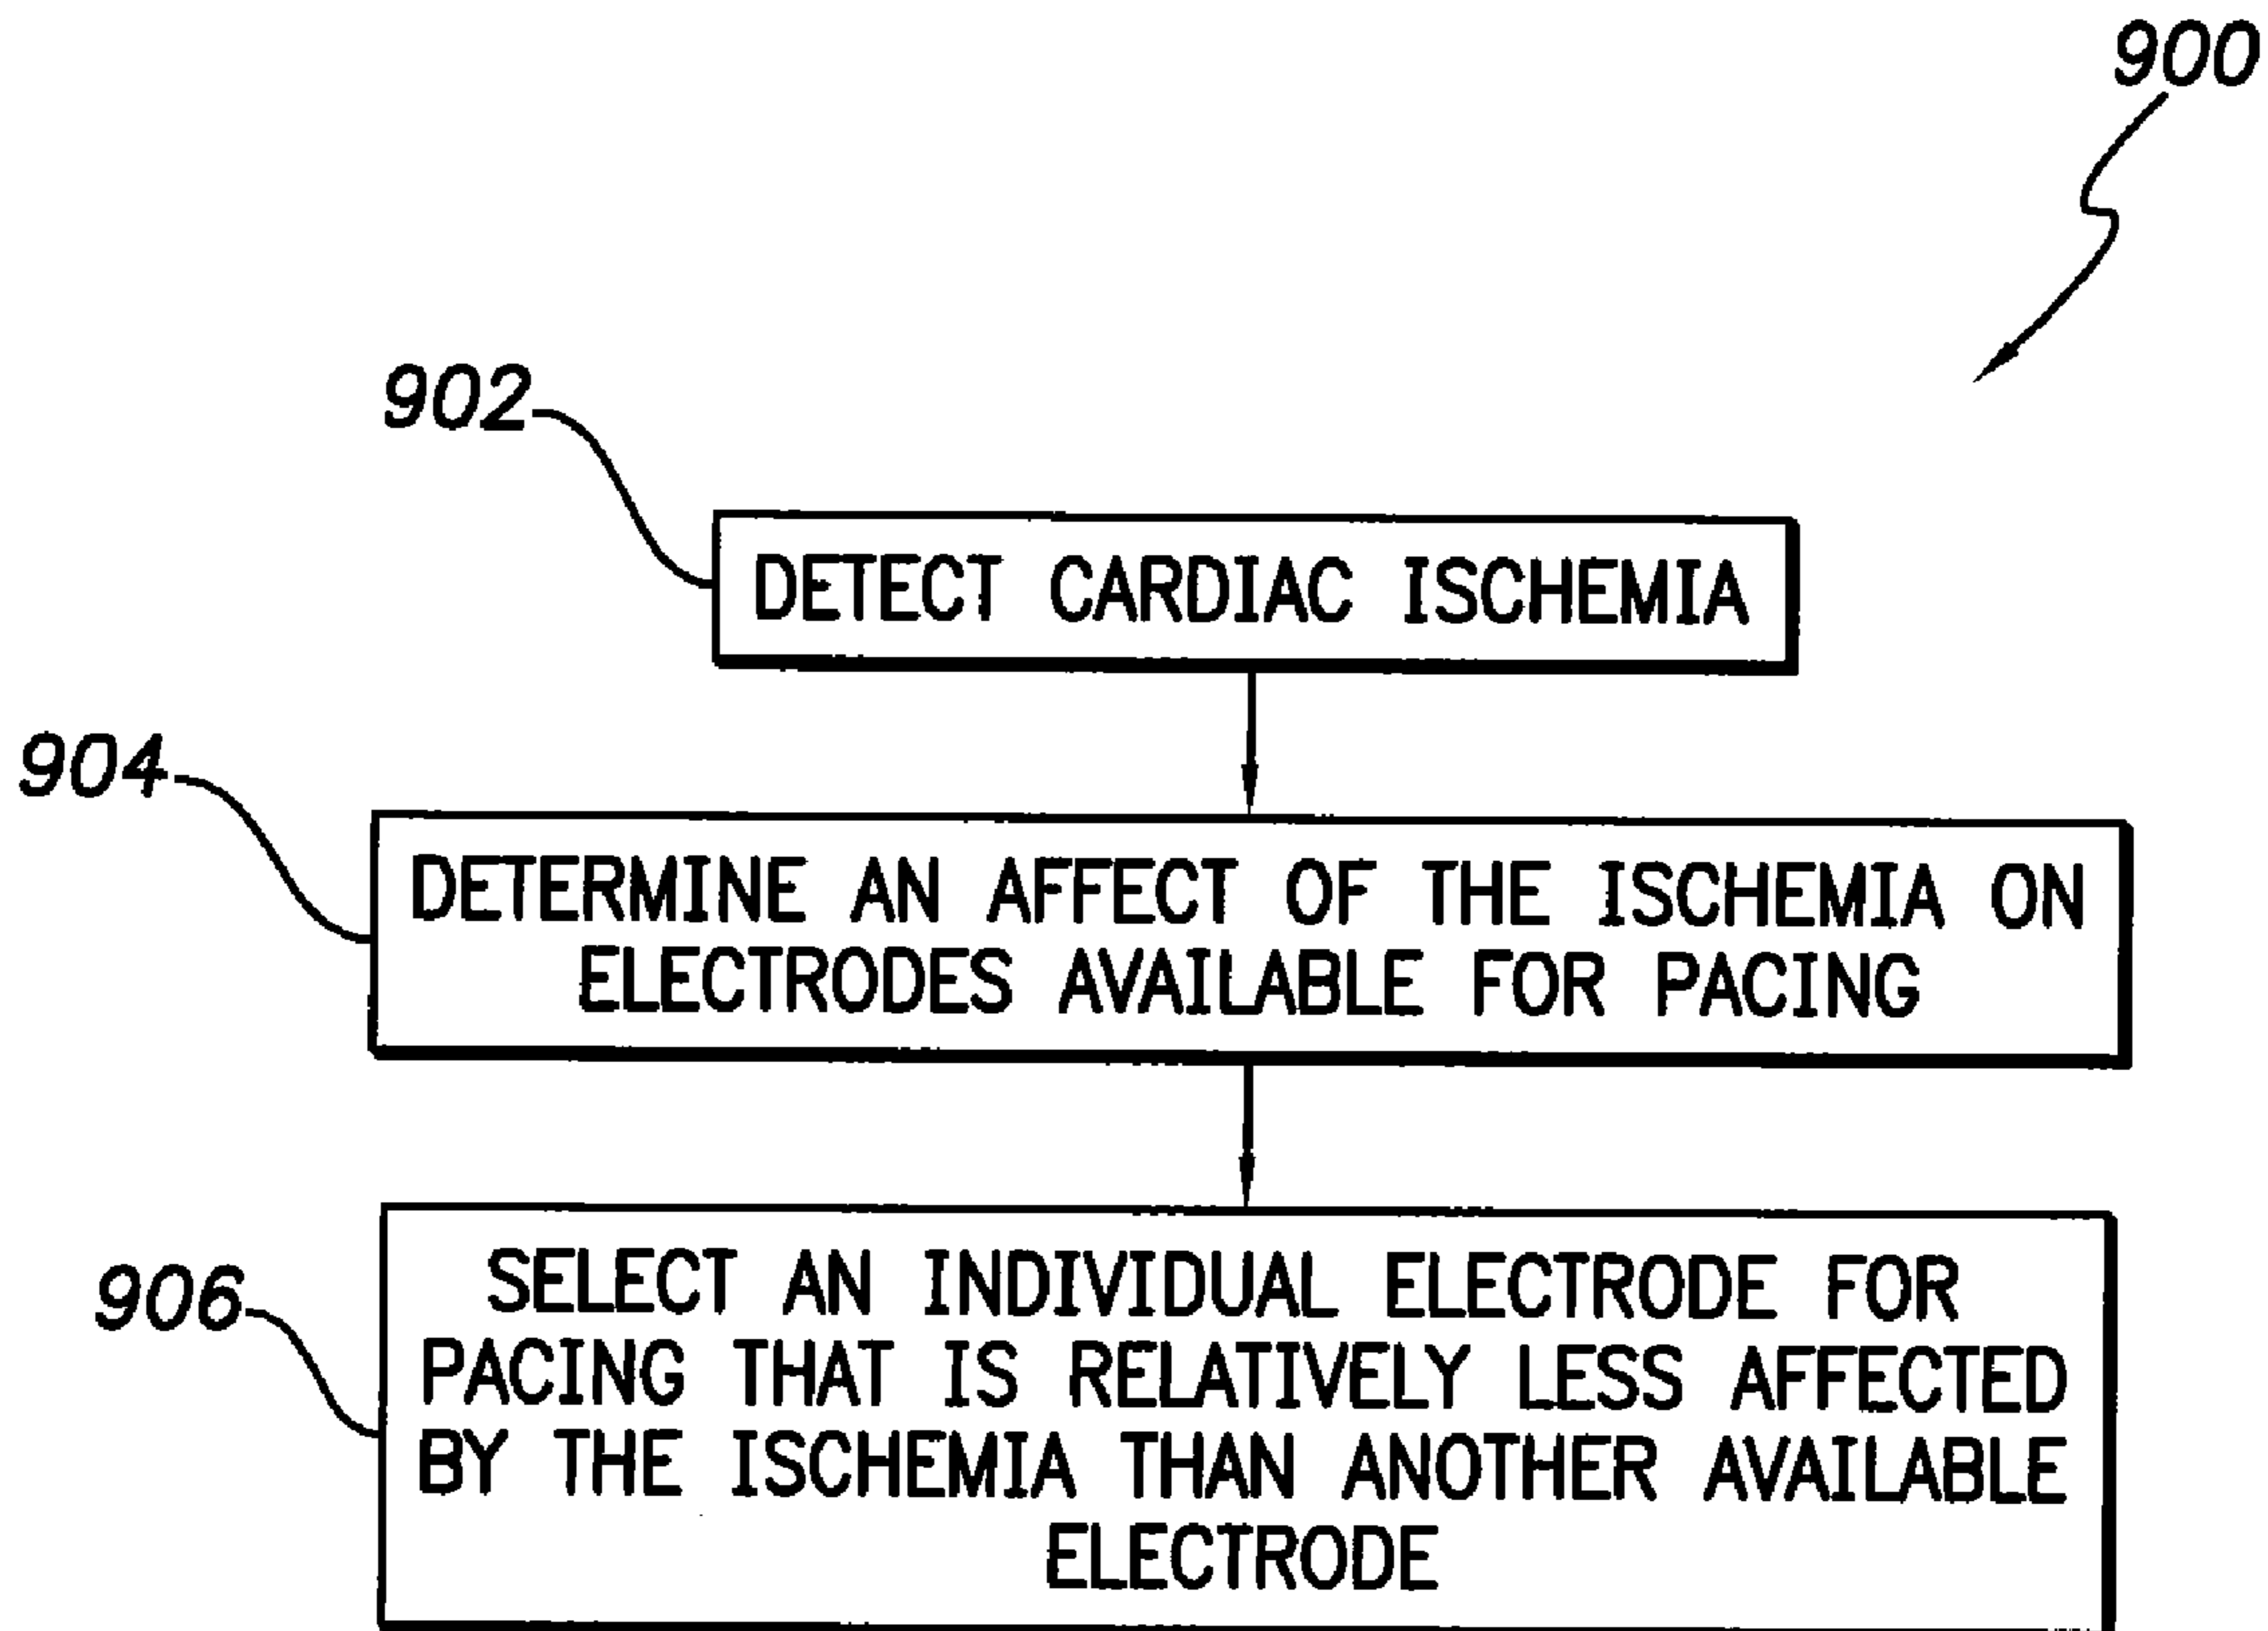 900
902
DETECT CARDIAC ISCHEMIA
904
DETERMINE AN AFFECT OF THE ISCHEMIA ON
ELECTRODES AVAILABLE FOR PACING
906
SELECT AN INDIVIDUAL ELECTRODE FOR
PACING THAT IS RELATIVELY LESS AFFECTED
BY THE ISCHEMIA THAN ANOTHER AVAILABLE
ELECTRODE